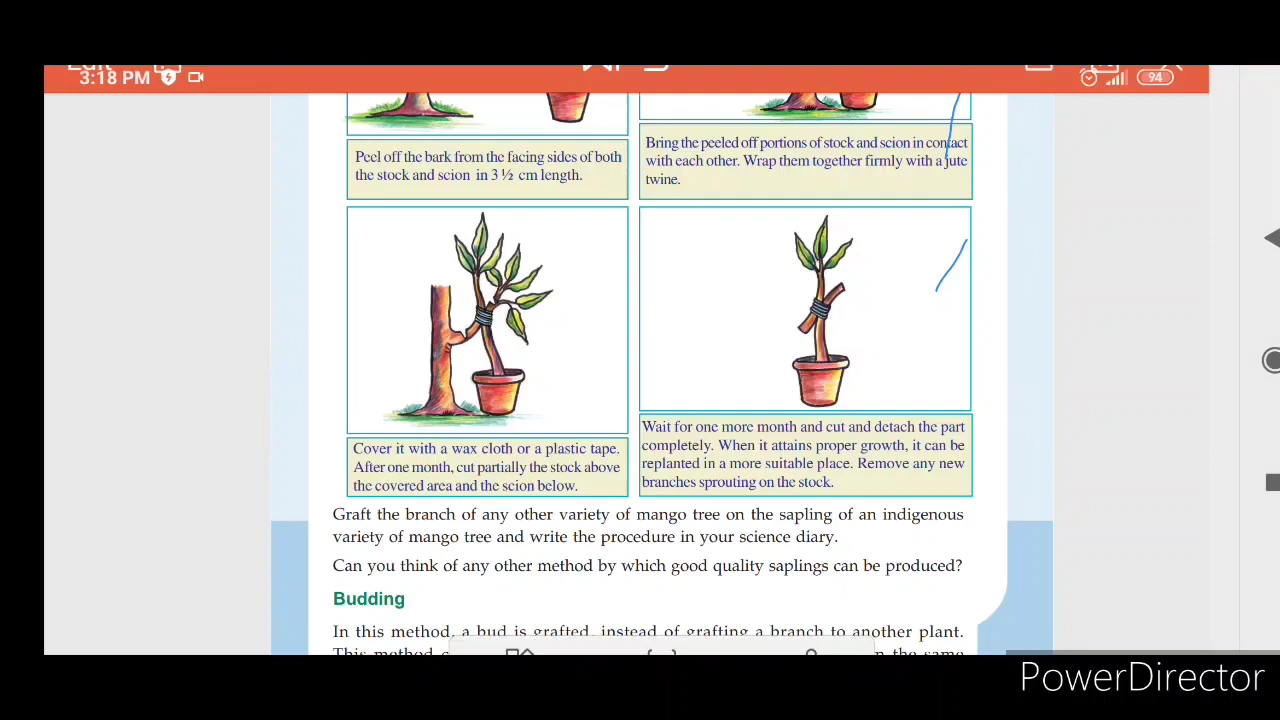 3:18 PM
94
Peel off the bark from the facing sides of both
the stock and scion in 3 ½ cm length.
Bring the peeled off portions of stock and scion in contact
with each other. Wrap them together firmly with a jute
twine.
Cover it with a wax cloth or a plastic tape.
After one month, cut partially the stock above
the covered area and the scion below.
Wait for one more month and cut and detach the part
completely. When it attains proper growth, it can be
replanted in a more suitable place. Remove any new
branches sprouting on the stock.
Graft the branch of any other variety of mango tree on the sapling of an indigenous
variety of mango tree and write the procedure in your science diary.
Can you think of any other method by which good quality saplings can be produced?
Budding
In this method, a bud is grafted, instead of grafting a branch to another plant.
This method
n the same
PowerDirector